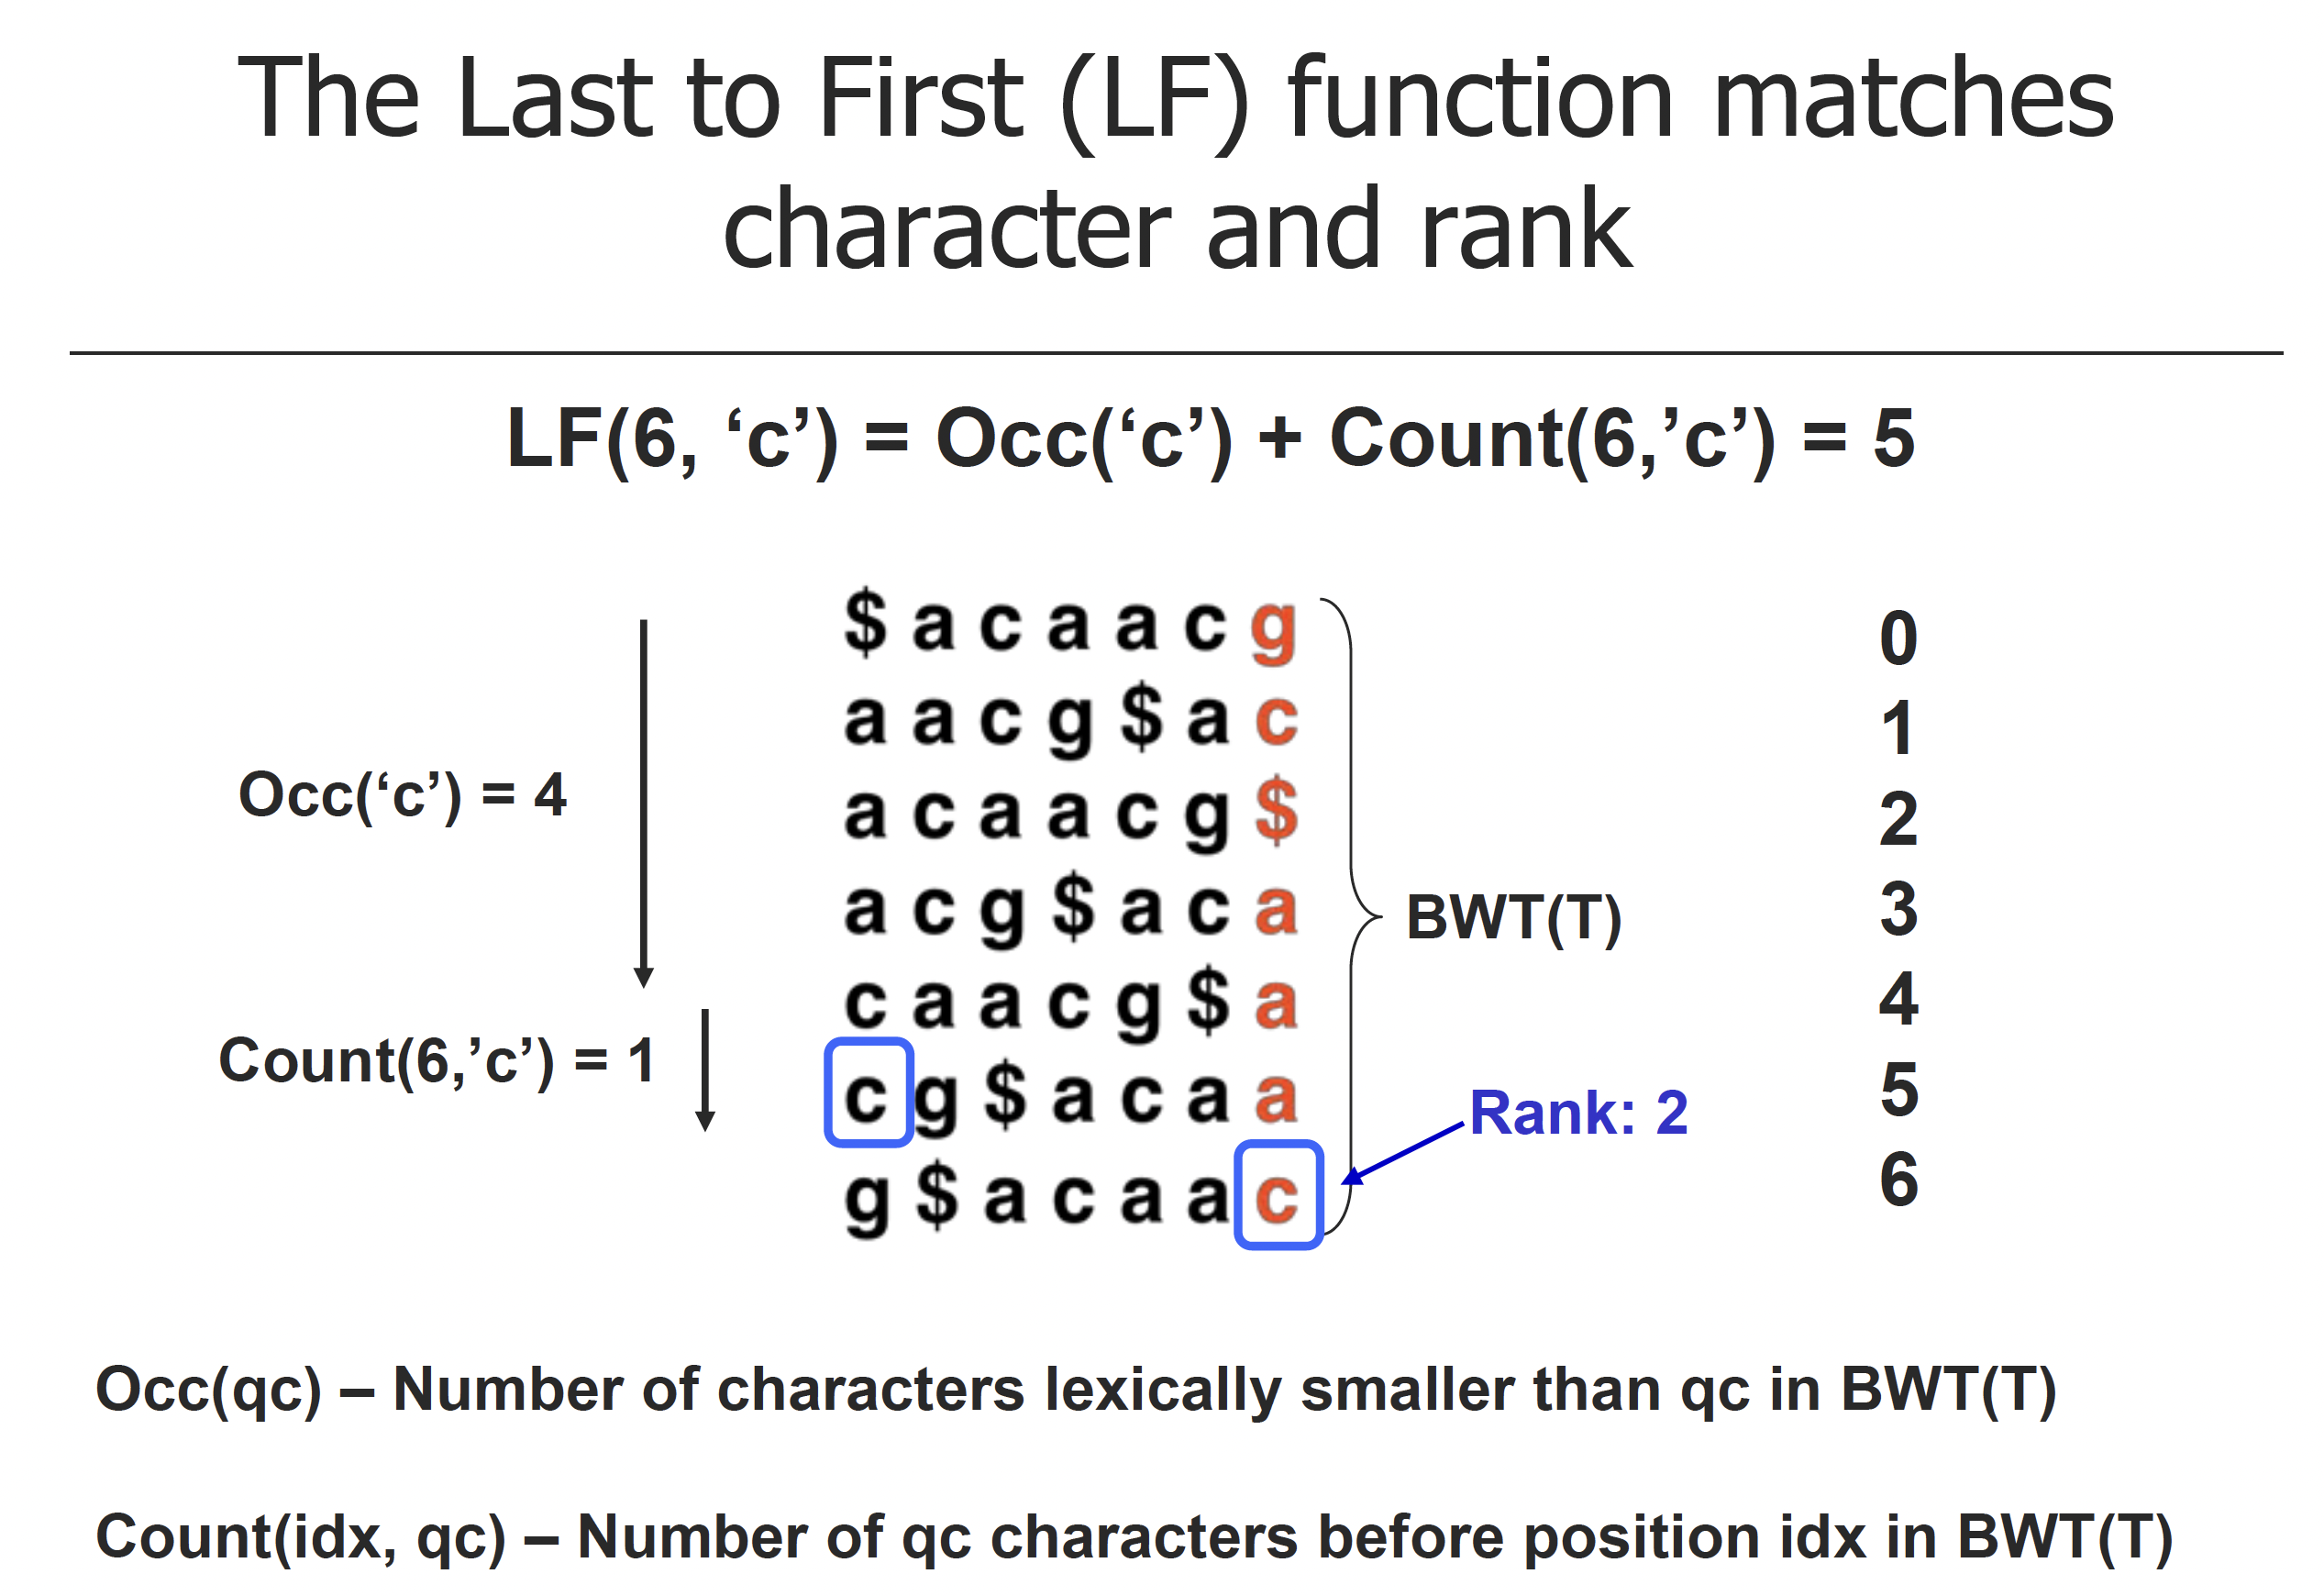 The Last to First (LF) function matches
character and rank
LF(6, ‘c’) = Occ(‘c’) + Count(6,’c’) = 5
$ a c a a c g
0
a a c g $ a c
1
Occ(‘c’) = 4
a c a a c g $
2
a c g $ a c a
BWT(T)
3
c a a c g $ a
4
Count(6,’c’) = 1
c g $ a c a a
5
Rank: 2
g $ a c a a c
6
Occ(qc) – Number of characters lexically smaller than qc in BWT(T)
Count(idx, qc) – Number of qc characters before position idx in BWT(T)